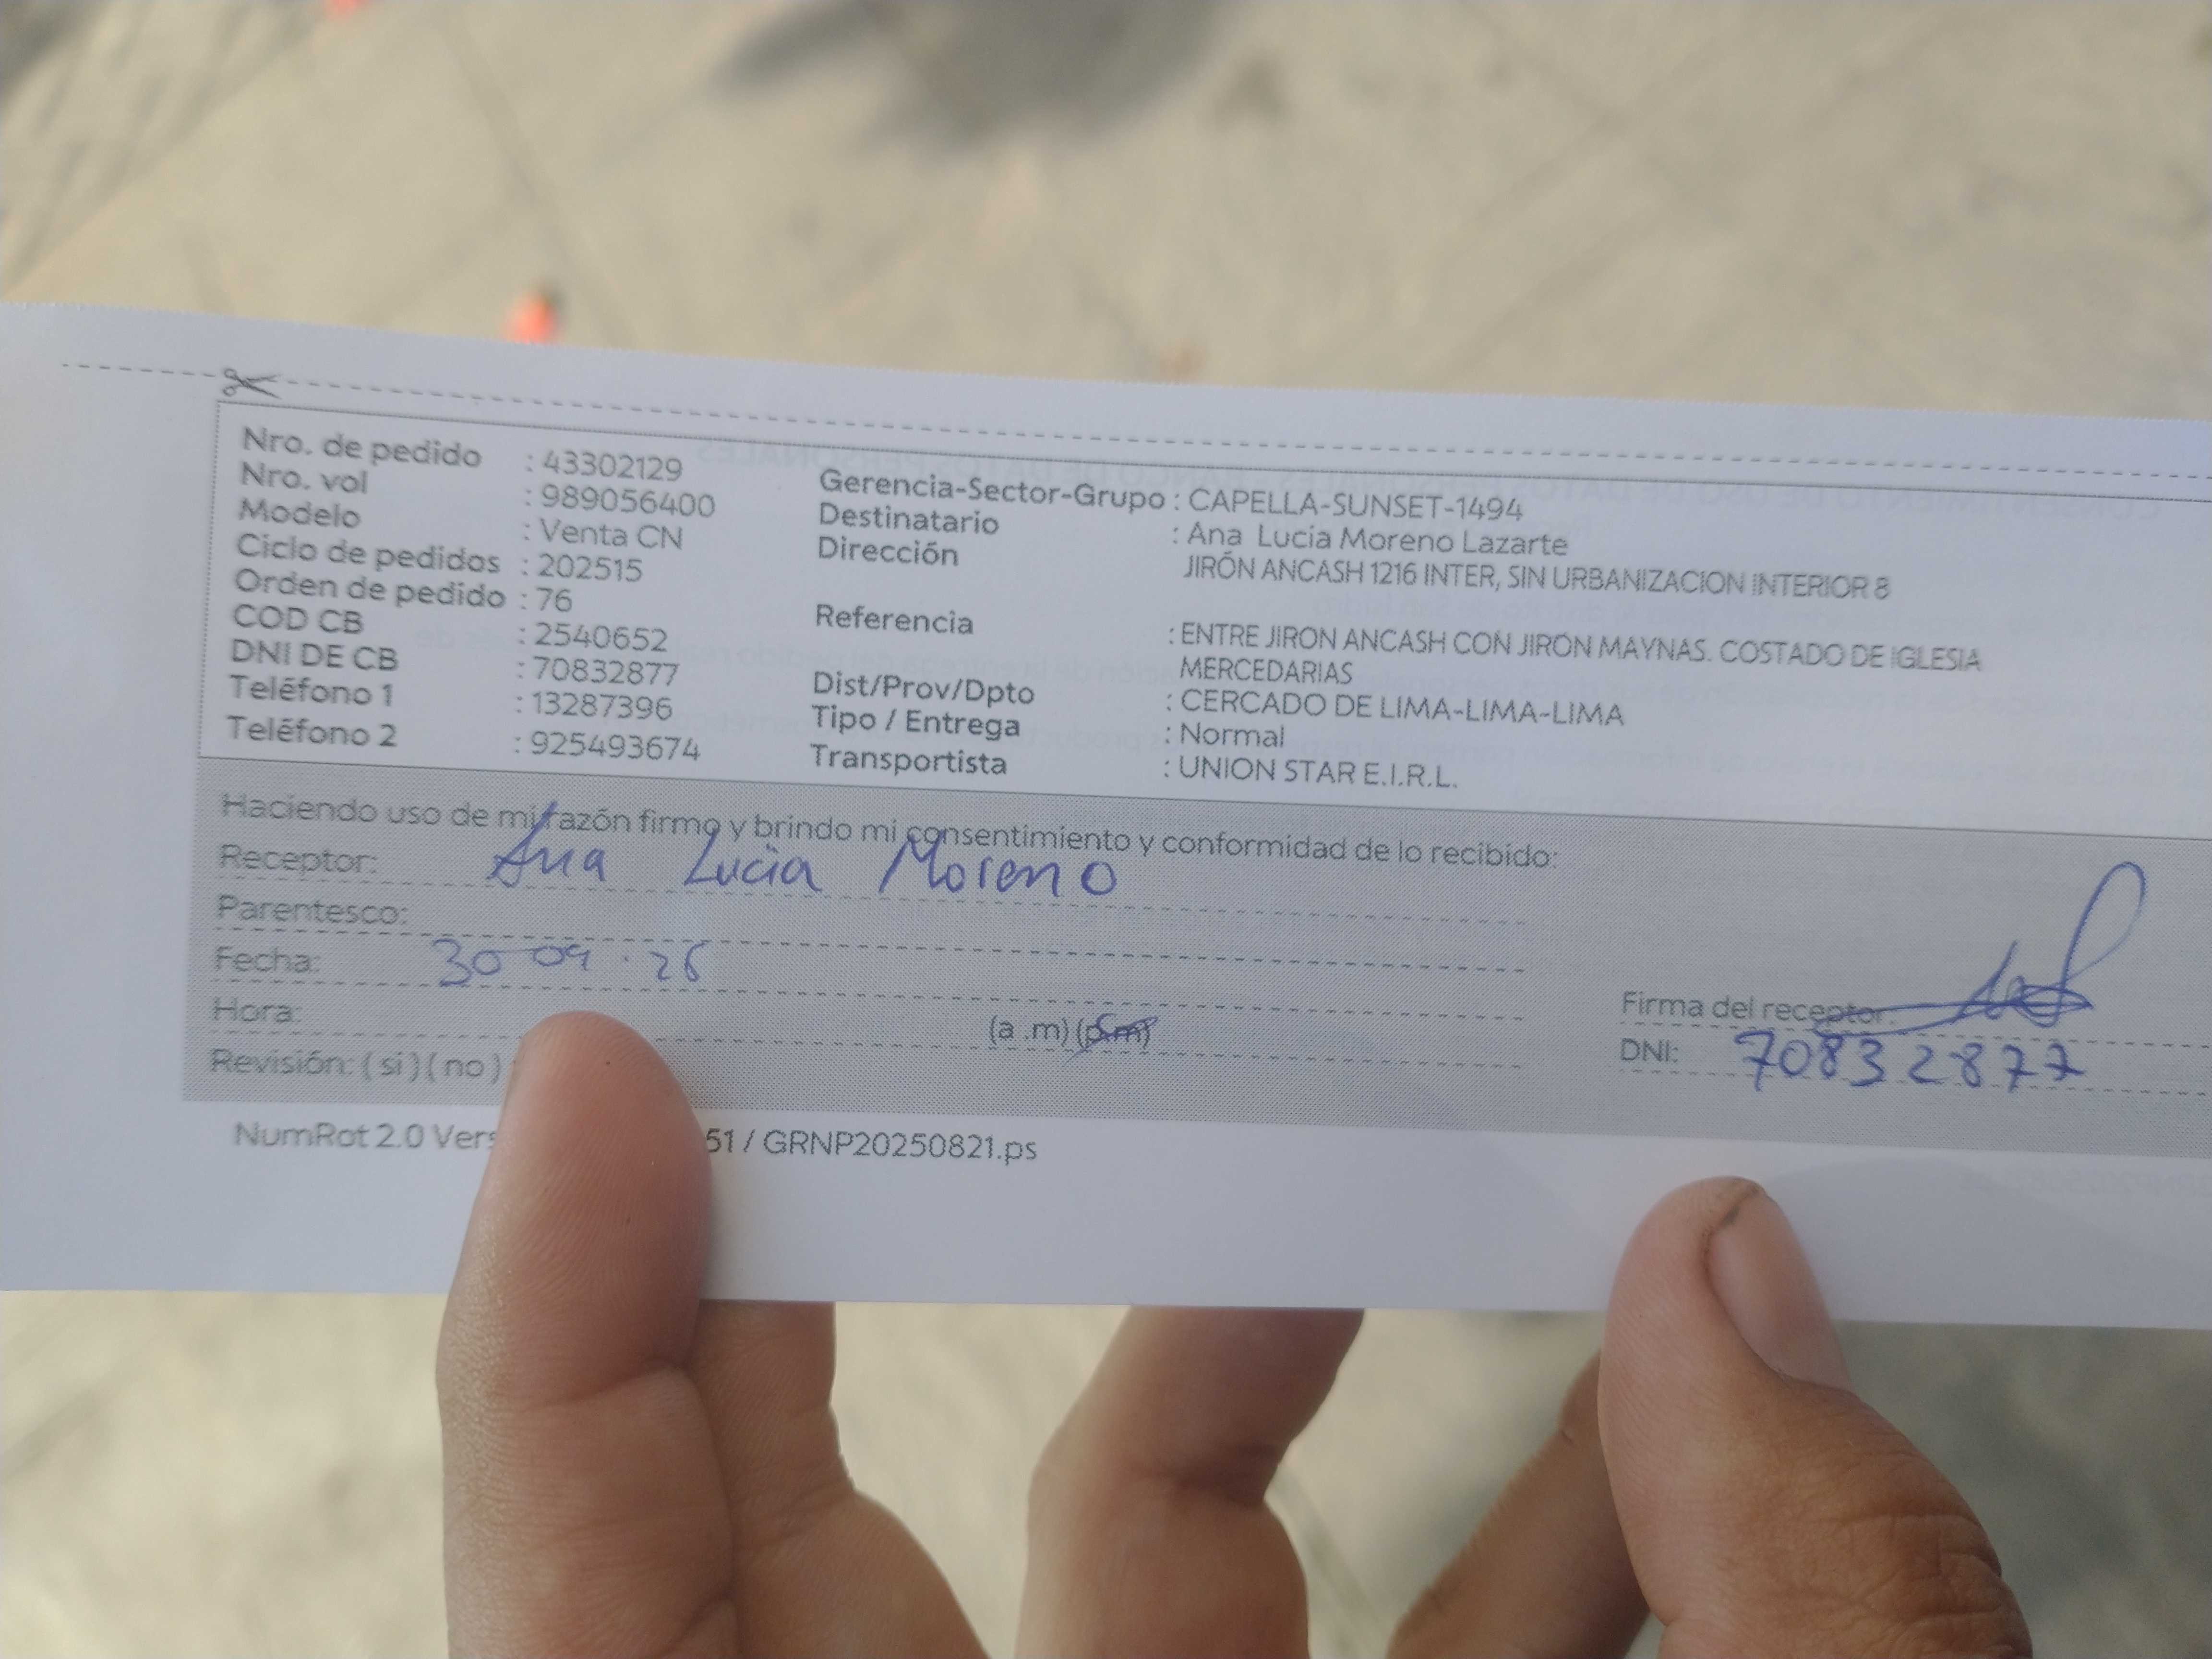 Nro. de pedido : 43302129
Nro. vol : 989056400
Modelo : Venta CN
Ciclo de pedidos : 202515
Orden de pedido : 76
COD CB : 2540652
DNI DE CB : 70832877
Teléfono 1 : 13287396
Teléfono 2 : 925493674
Gerencia-Sector-Grupo : CAPELLA-SUNSET-1494
Destinatario : Ana Lucia Moreno Lazarte
Dirección JIRÓN ANCASH 1216 INTER, SIN URBANIZACION INTERIOR 8
Referencia : ENTRE JIRON ANCASH CON JIRON MAYNAS. COSTADO DE IGLESIA
MERCEDARIAS
Dist/Prov/Dpto : CERCADO DE LIMA-LIMA-LIMA
Tipo / Entrega : Normal
Transportista : UNION STAR E.I.R.L.
Haciendo uso de mi razón firmo y brindo mi consentimiento y conformidad de lo recibido:
Receptor: Ana Lucia Moreno
Parentesco:
Fecha: 30 09
Hora: (a .m) (p.m)
Revisión: ( si ) ( no )
Firma del receptor:
DNI: 70832877
NumRot 2.0 Vers 51 / GRNP20250821.ps